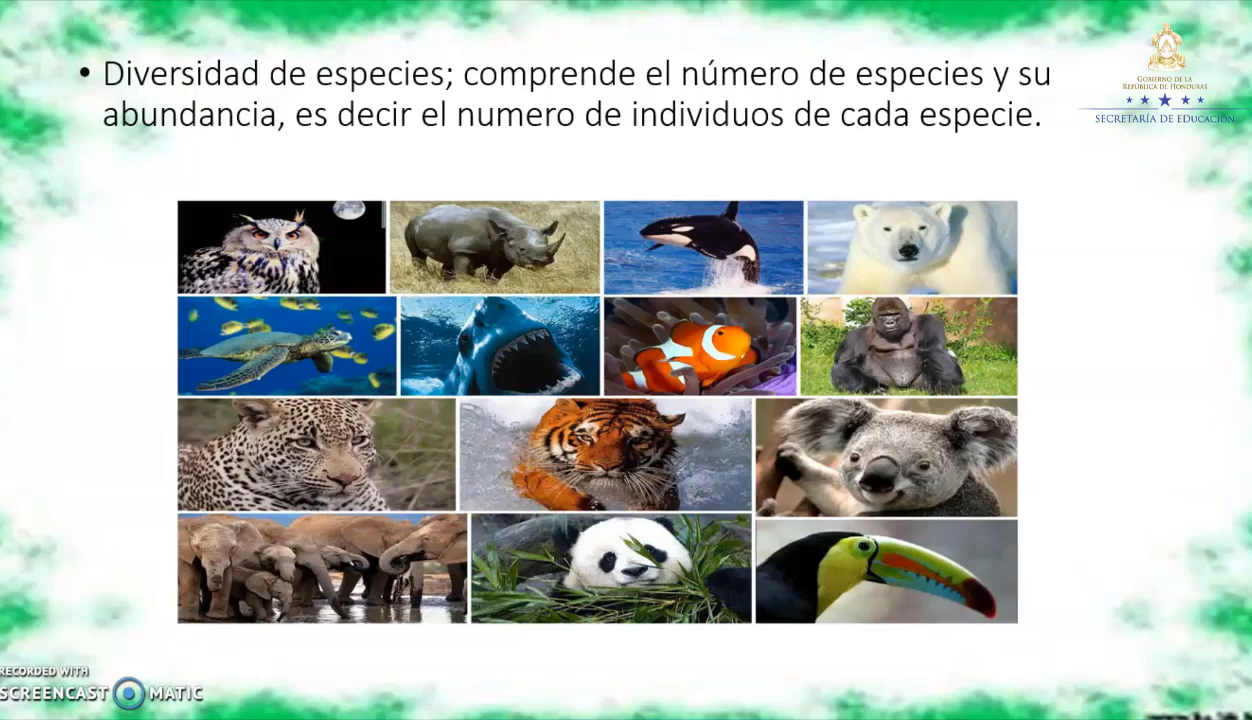 • Diversidad de especies; comprende el número de especies y su
abundancia, es decir el numero de individuos de cada especie.
GOBIERNO DE LA
REPÚBLICA DE HONDURAS
SECRETARÍA DE EDUCACIÓN
RECORDED WITH
SCREENCAST MATIC